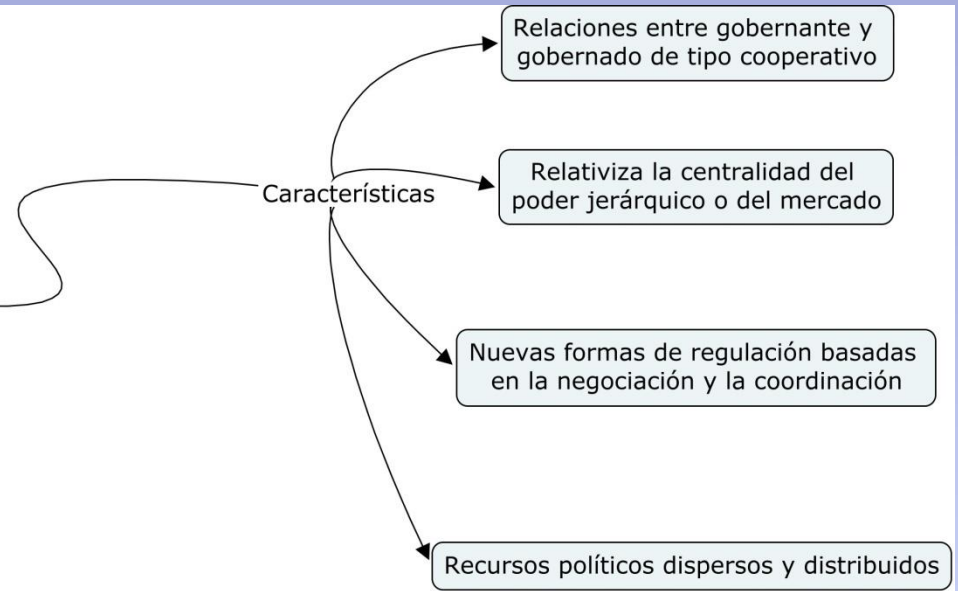 Relaciones entre gobernante y
gobernado de tipo cooperativo
Características
Relativiza la centralidad del
poder jerárquico o del mercado
Nuevas formas de regulación basadas
en la negociación y la coordinación
Recursos políticos dispersos y distribuidos